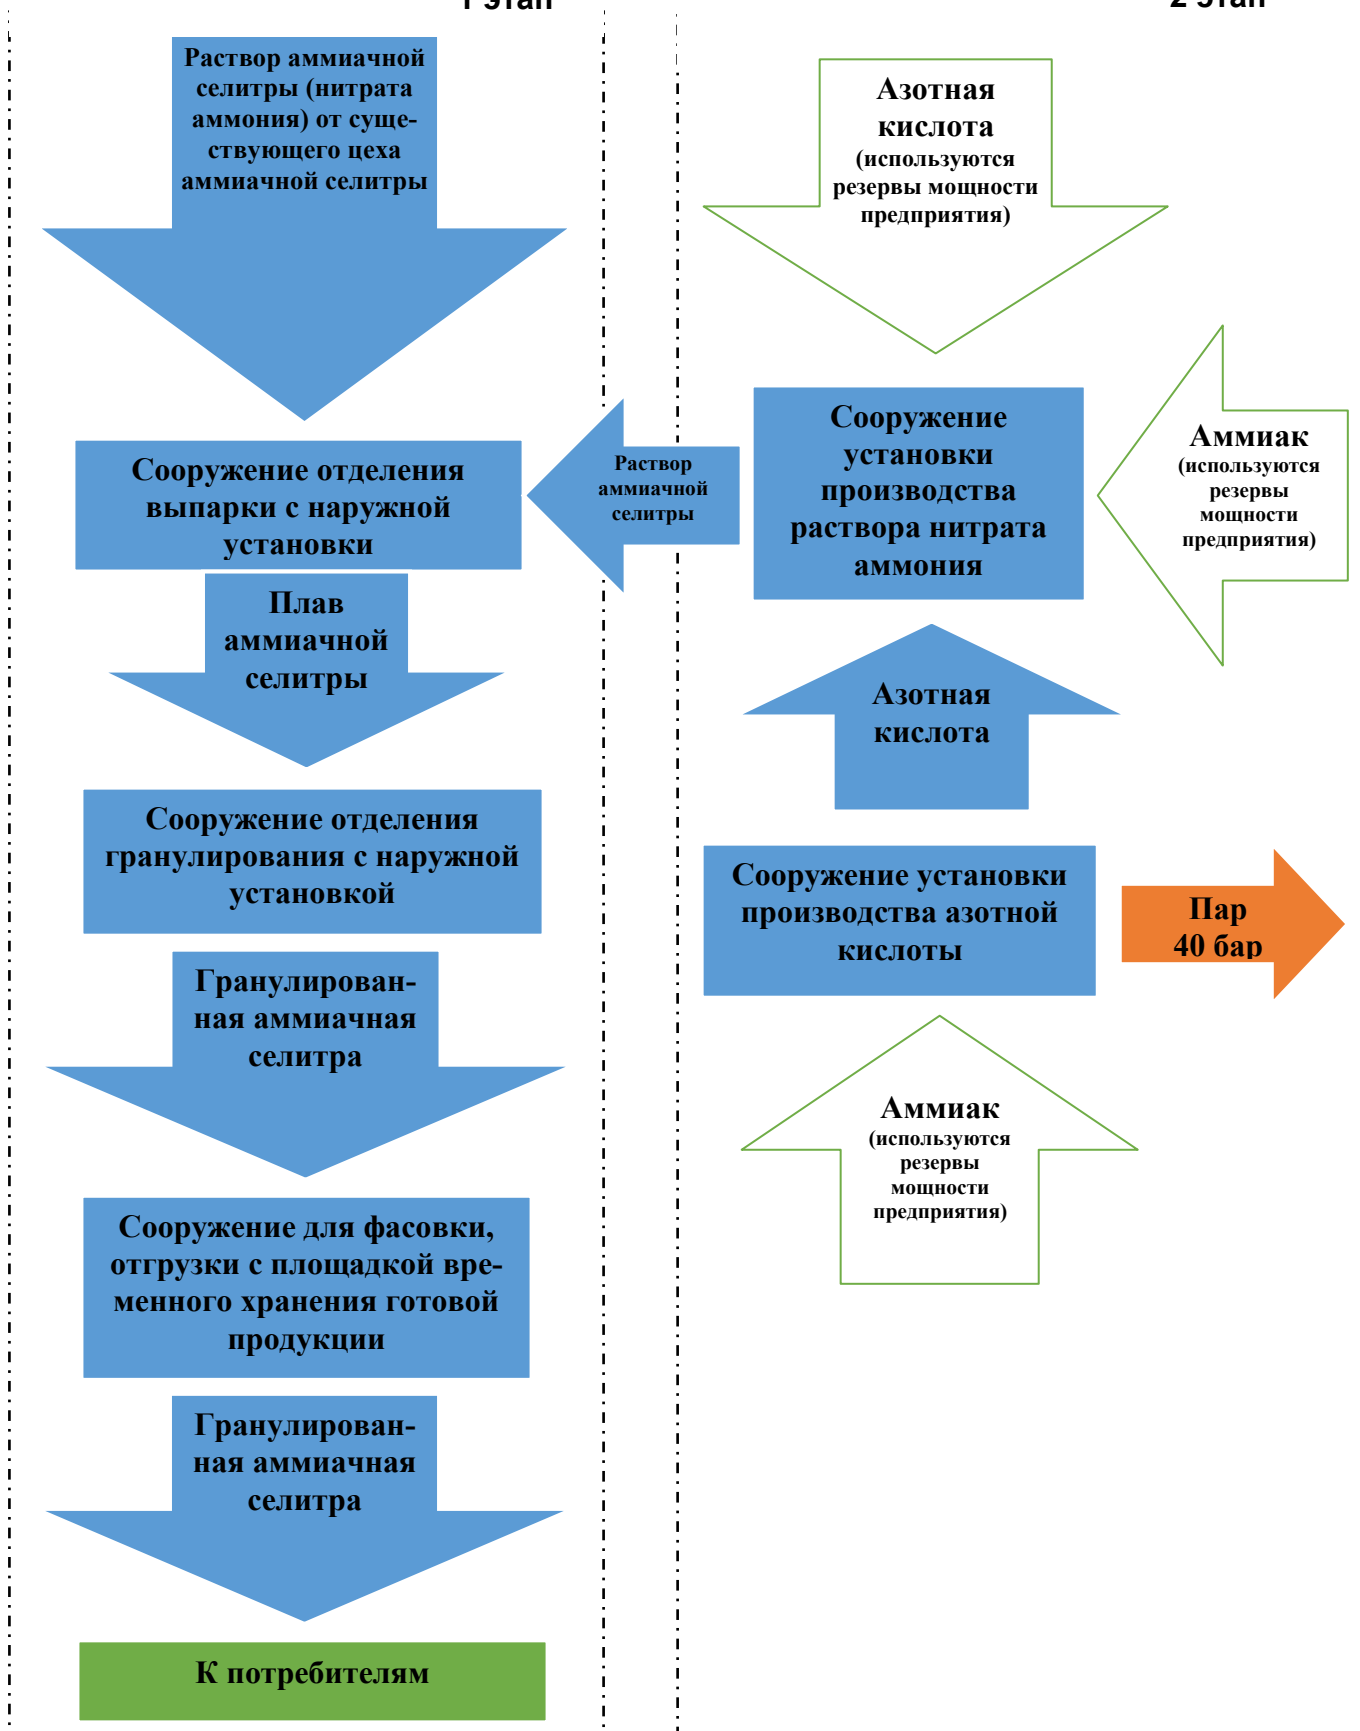 1 этап
2 этап
Раствор аммиачной
селитры (нитрата
аммония) от суще-
ствующего цеха
аммиачной селитры
Сооружение отделения
выпарки с наружной
установки
Плав
аммиачной
селитры
Сооружение отделения
гранулирования с наружной
установкой
Гранулирован-
ная аммиачная
селитра
Сооружение для фасовки,
отгрузки с площадкой вре-
менного хранения готовой
продукции
Гранулирован-
ная аммиачная
селитра
К потребителям
Раствор
аммиачной
селитры
Азотная
кислота
(используются
резервы мощности
предприятия)
Сооружение
установки
производства
раствора нитрата
аммония
Аммиак
(используются
резервы
мощности
предприятия)
Азотная
кислота
Сооружение установки
производства азотной
кислоты
Пар
40 бар
Аммиак
(используются
резервы
мощности
предприятия)